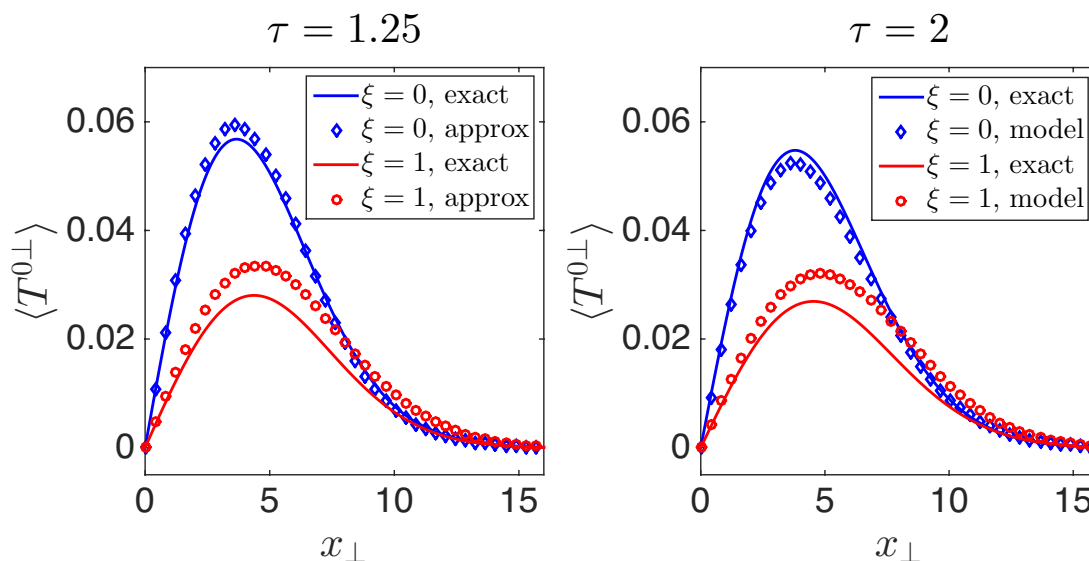 τ = 1.25
⟨T^{0⊥}⟩
0.06
0.04
0.02
0
ξ = 0, exact
ξ = 0, approx
ξ = 1, exact
ξ = 1, approx
0 5 10 15
x_⊥
τ = 2
⟨T^{0⊥}⟩
0.06
0.04
0.02
0
ξ = 0, exact
ξ = 0, model
ξ = 1, exact
ξ = 1, model
0 5 10 15
x_⊥